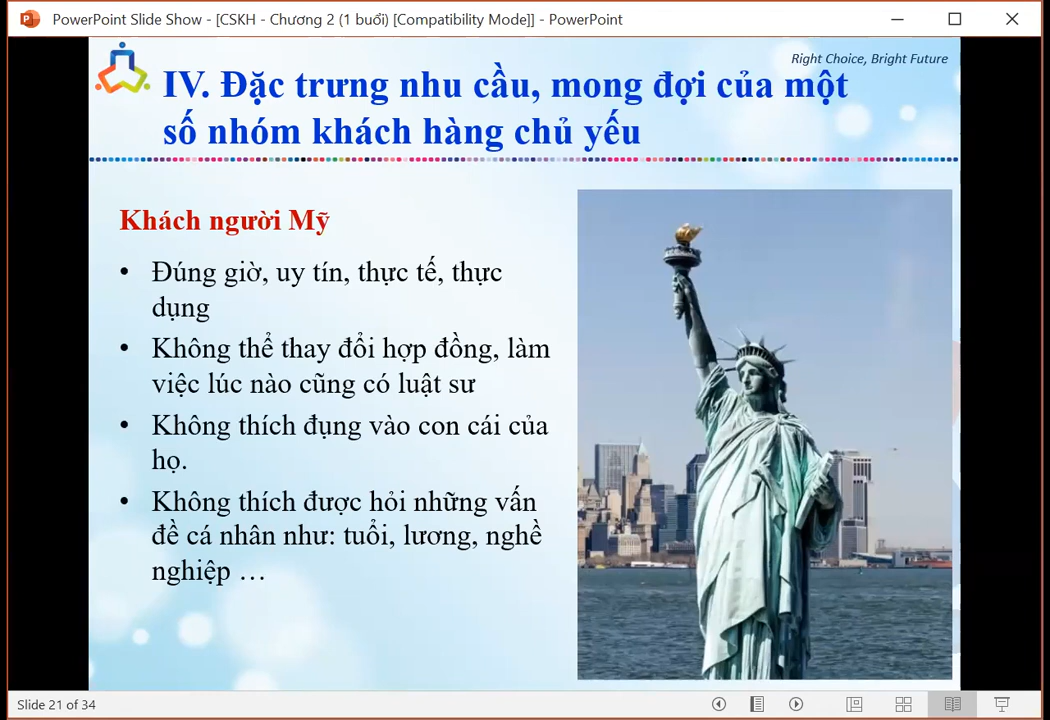 PowerPoint Slide Show - [CSKH - Chương 2 (1 buổi) [Compatibility Mode]] - PowerPoint
Right Choice, Bright Future
IV. Đặc trưng nhu cầu, mong đợi của một
số nhóm khách hàng chủ yếu
Khách người Mỹ
• Đúng giờ, uy tín, thực tế, thực
dụng
• Không thể thay đổi hợp đồng, làm
việc lúc nào cũng có luật sư
• Không thích đụng vào con cái của
họ.
• Không thích được hỏi những vấn
đề cá nhân như: tuổi, lương, nghề
nghiệp …
Slide 21 of 34